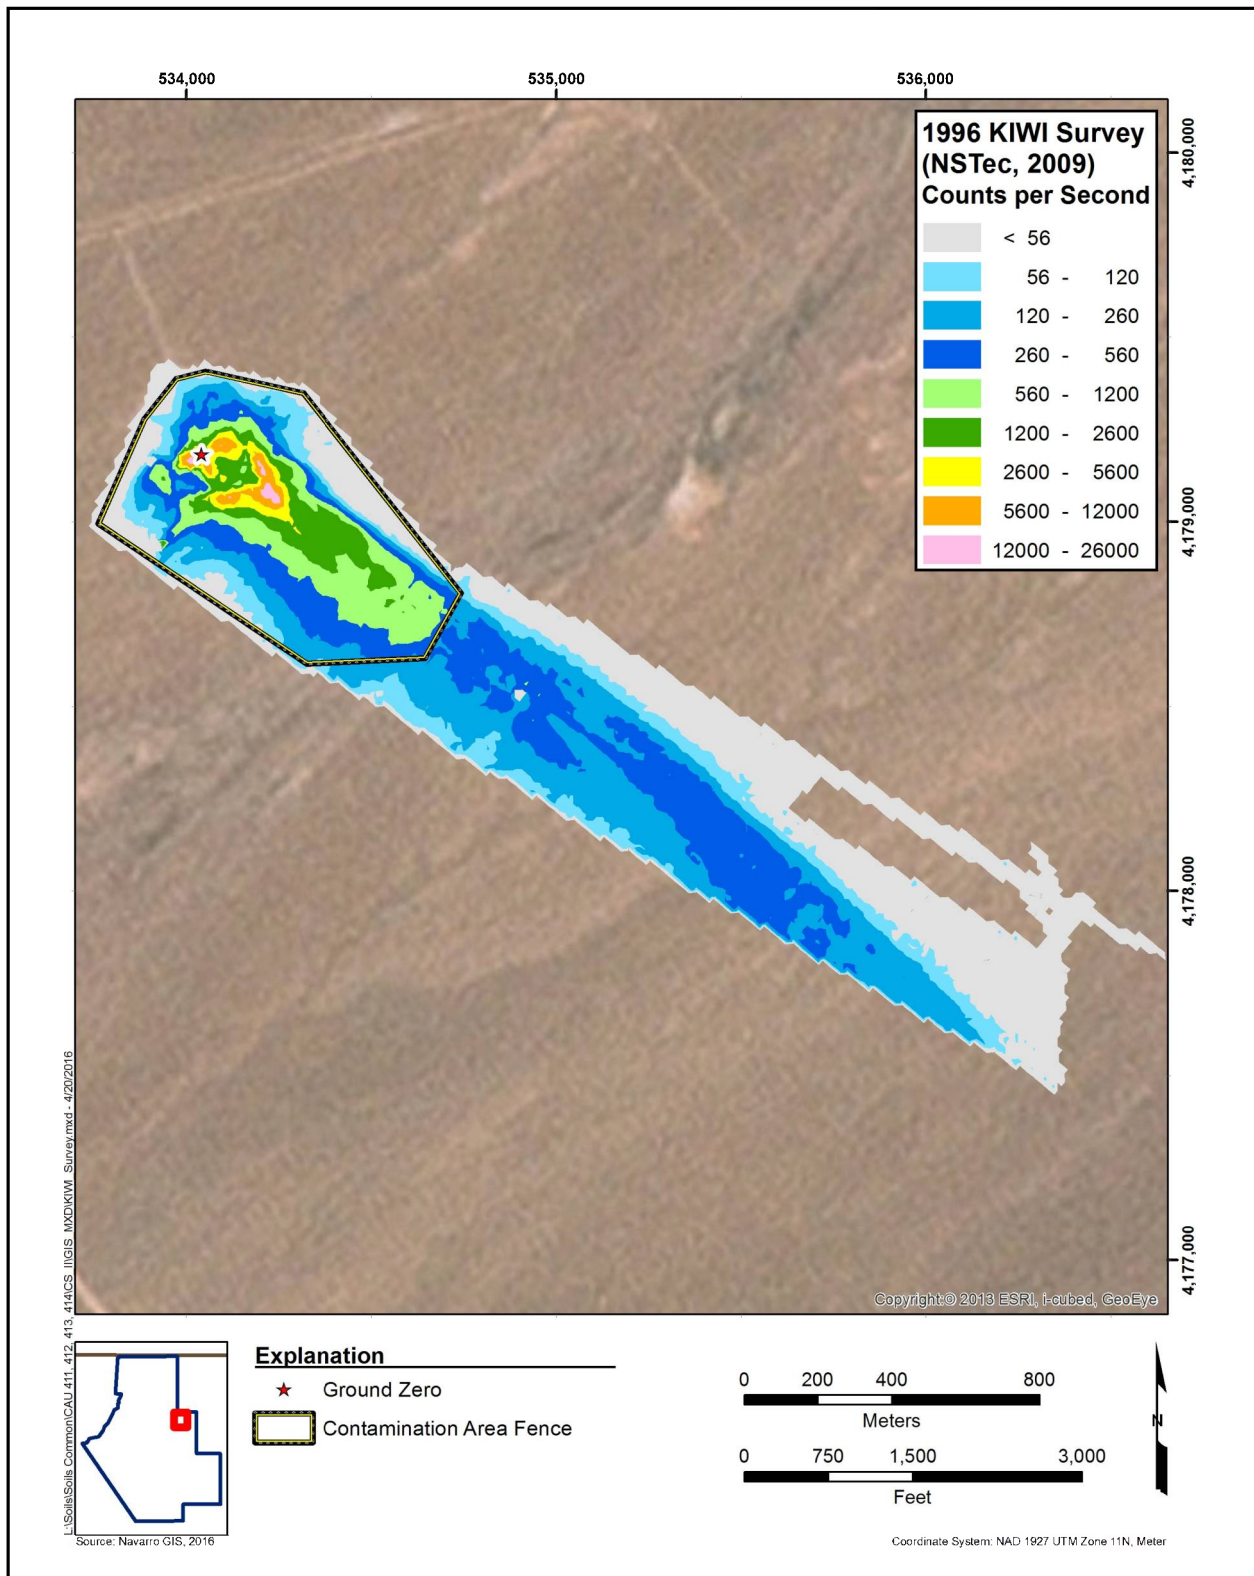 534,000
535,000
536,000
4,180,000
4,179,000
4,178,000
4,177,000
1996 KIWI Survey
(NSTec, 2009)
Counts per Second
< 56
56 - 120
120 - 260
260 - 560
560 - 1200
1200 - 2600
2600 - 5600
5600 - 12000
12000 - 26000
Copyright:© 2013 ESRI, i-cubed, GeoEye
L:\Soils\Soils Common\CAU 411, 412, 413, 414\CS II\GIS MXD\KIWI Survey.mxd - 4/20/2016
Explanation
Ground Zero
Contamination Area Fence
0 200 400 800
Meters
0 750 1,500 3,000
Feet
N
Source: Navarro GIS, 2016
Coordinate System: NAD 1927 UTM Zone 11N, Meter